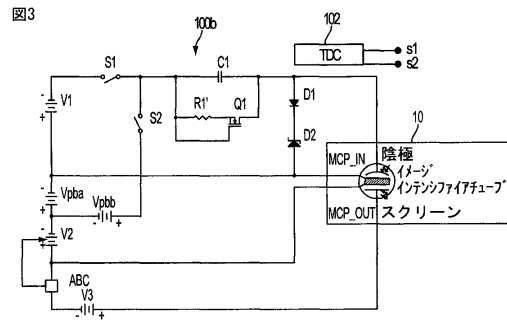 図3
100b
102
TDC
s1
s2
S1
C1
R1'
Q1
S2
D1
D2
V1
10
MCP_IN
陰極
イメージ
インテンシファイアチューブ
MCP_OUT
スクリーン
Vpba
Vpbb
V2
ABC
V3